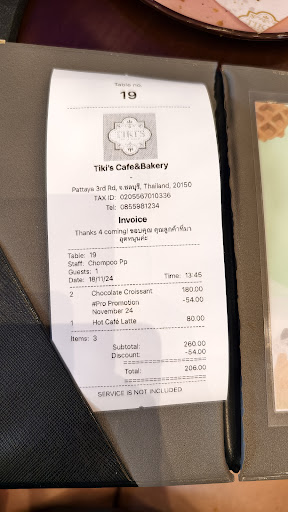 Table no.
19
TIKI'S
Tiki's Cafe&Bakery
-
Pattaya 3rd Rd, จ.ชลบุรี, Thailand, 20150
TAX ID: 0205567010336
Tel: 0855981234
Invoice
Thanks 4 coming! ขอบคุณ คุณลูกค้าที่มา
อุดหนุนค่ะ
Table: 19
Staff: Chompoo Pp
Guests: 1
Date: 16/11/24 Time: 13:45
2 Chocolate Croissant 180.00
#Pro Promotion -54.00
November 24
1 Hot Café Latte 80.00
Items: 3
Subtotal: 260.00
Discount: -54.00
Total: 206.00
SERVICE IS NOT INCLUDED